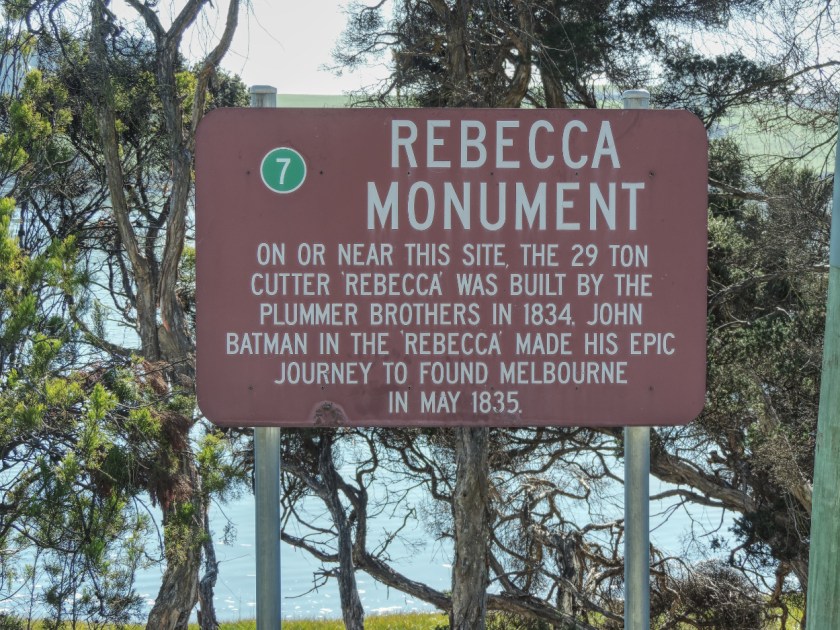 7
REBECCA
MONUMENT
ON OR NEAR THIS SITE, THE 29 TON
CUTTER 'REBECCA' WAS BUILT BY THE
PLUMMER BROTHERS IN 1834. JOHN
BATMAN IN THE 'REBECCA' MADE HIS EPIC
JOURNEY TO FOUND MELBOURNE
IN MAY 1835.